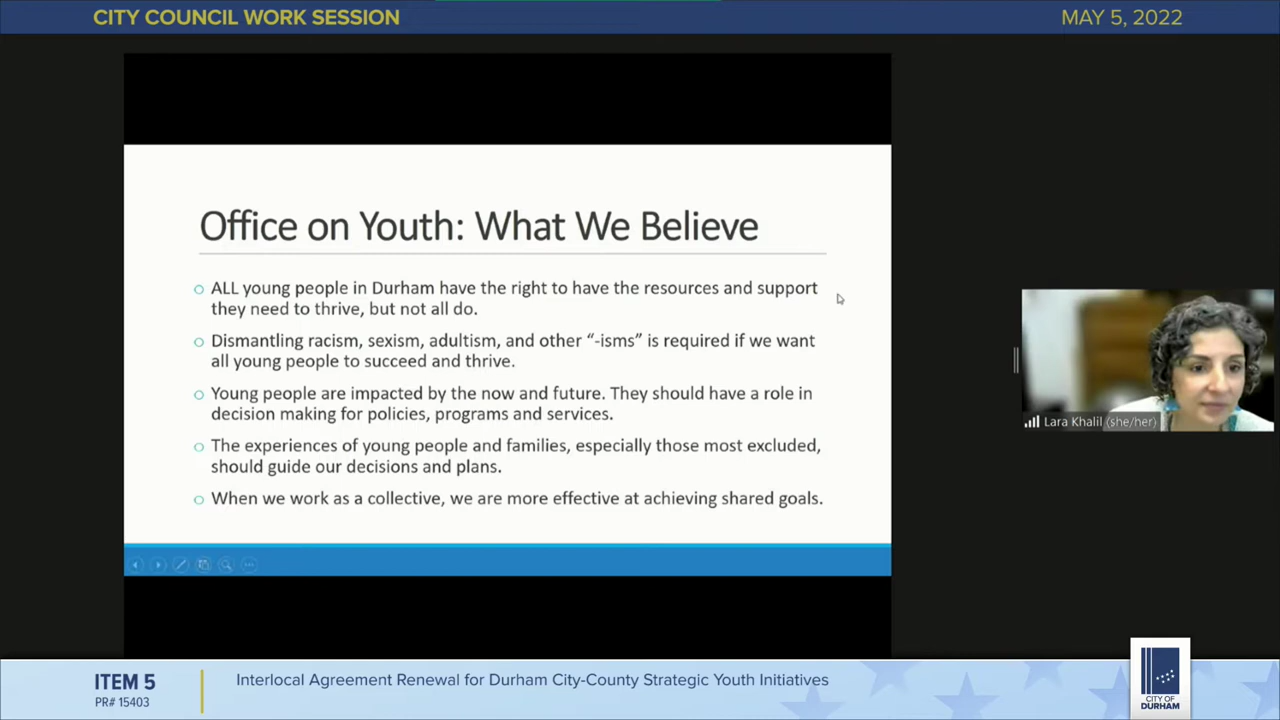 CITY COUNCIL WORK SESSION
MAY 5, 2022
Office on Youth: What We Believe
ALL young people in Durham have the right to have the resources and support
they need to thrive, but not all do.
Dismantling racism, sexism, adultism, and other “-isms” is required if we want
all young people to succeed and thrive.
Young people are impacted by the now and future. They should have a role in
decision making for policies, programs and services.
The experiences of young people and families, especially those most excluded,
should guide our decisions and plans.
When we work as a collective, we are more effective at achieving shared goals.
Lara Khalil (she/her)
ITEM 5
PR# 15403
Interlocal Agreement Renewal for Durham City-County Strategic Youth Initiatives
CITY OF
DURHAM